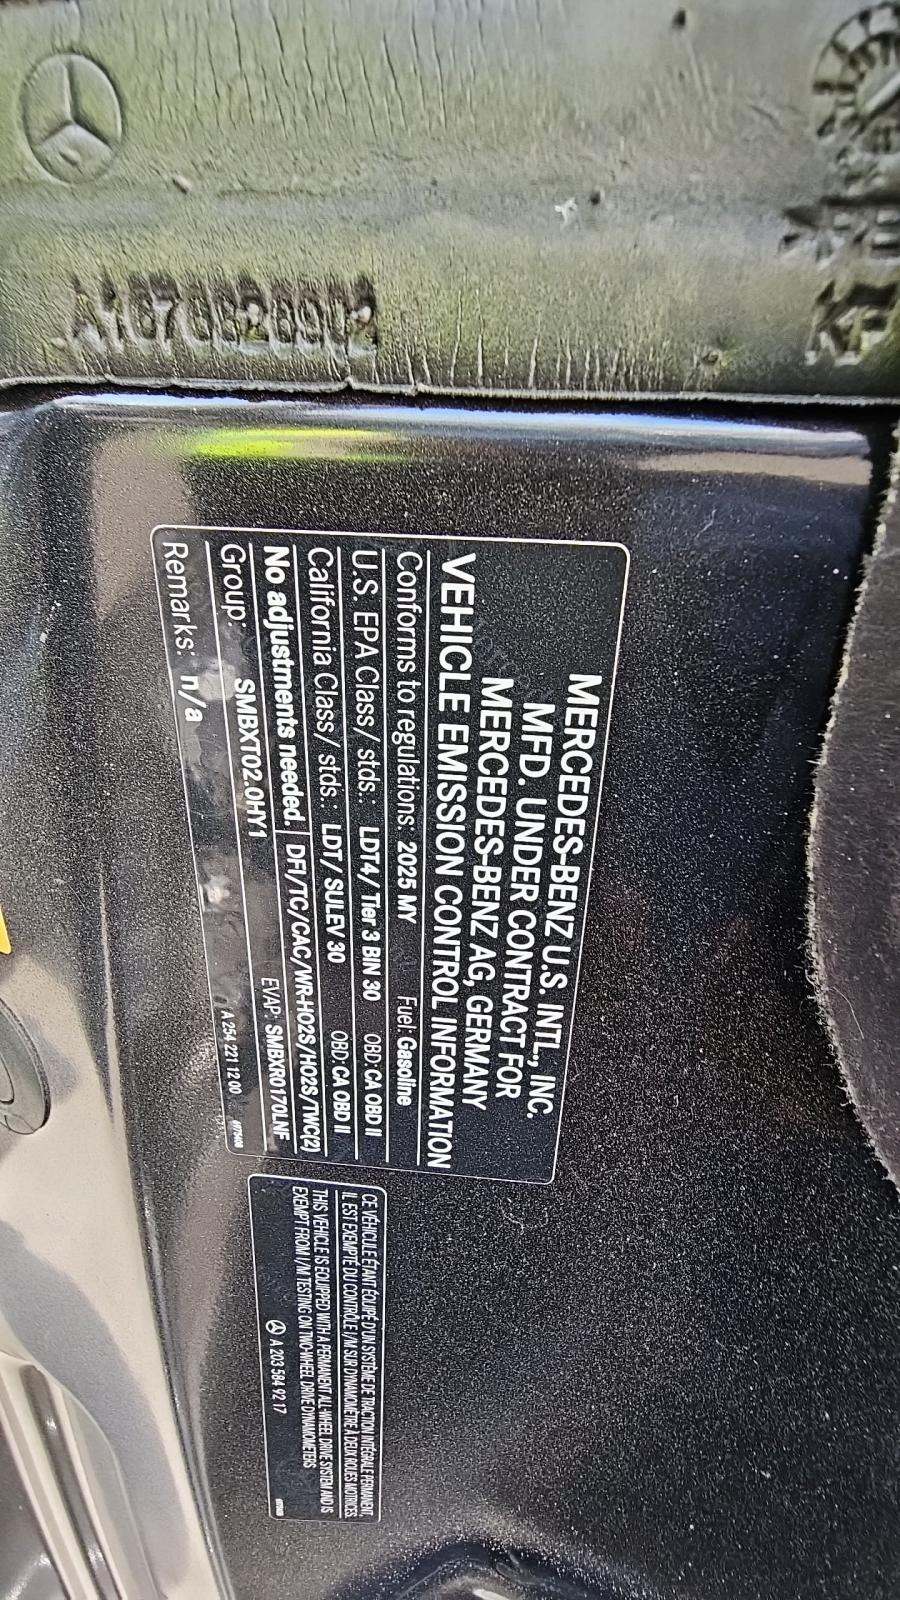 MERCEDES-BENZ U.S. INTL., INC.
MFD. UNDER CONTRACT FOR
MERCEDES-BENZ AG, GERMANY
VEHICLE EMISSION CONTROL INFORMATION
Conforms to regulations: 2025 MY Fuel: Gasoline
U.S. EPA Class/ stds.: LDT4/ Tier 3 BIN 30 OBD: CA OBD II
California Class/ stds.: LDT/ SULEV 30 OBD: CA OBD II
No adjustments needed. DFI/TC/CAC/WR-HO2S/HO2S/TWC(2)
Group: SMBXT02.0HY1 EVAP: SMBXR0170LNF
Remarks: n/a A 254 221 12 00
CE VÉHICULE ÉTANT ÉQUIPÉ D'UN SYSTÈME DE TRACTION INTÉGRALE PERMANENT,
IL EST EXEMPTÉ DU CONTRÔLE I/M SUR DYNAMOMÈTRE À DEUX ROUES MOTRICES.
THIS VEHICLE IS EQUIPPED WITH A PERMANENT ALL-WHEEL DRIVE SYSTEM AND IS
EXEMPT FROM I/M TESTING ON TWO-WHEEL DRIVE DYNAMOMETERS
A 203 584 92 17